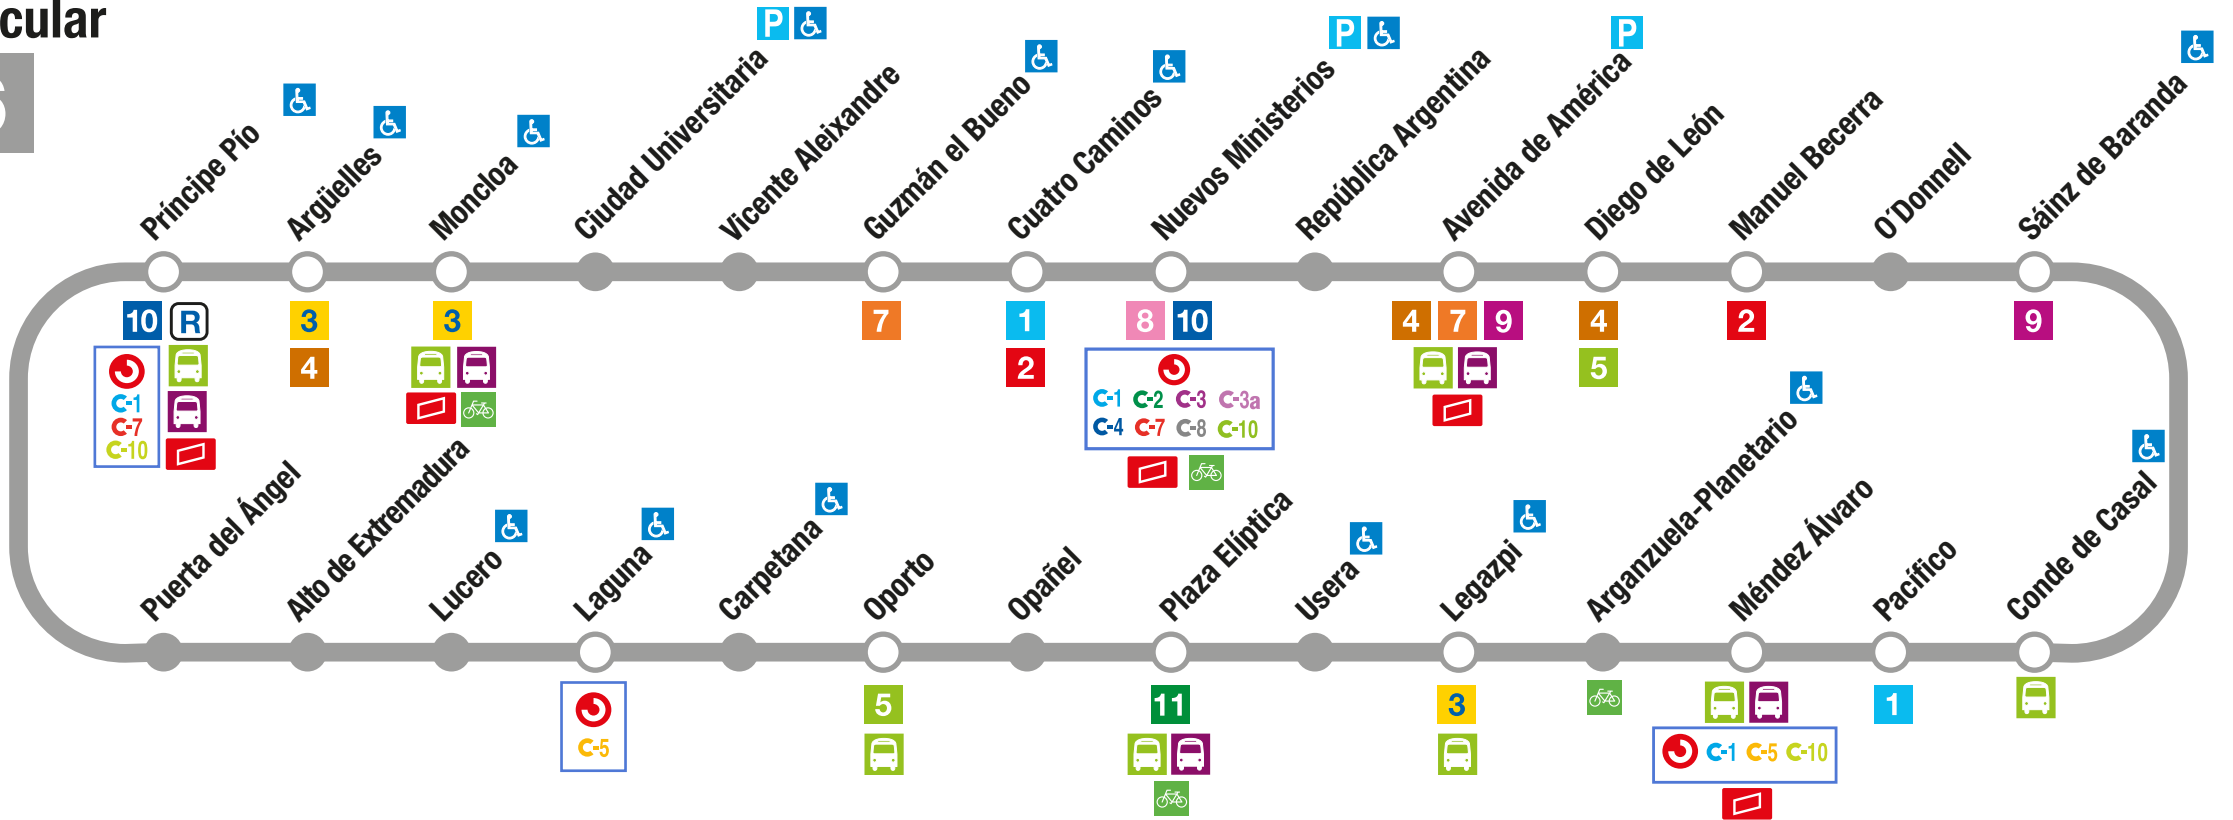 cular
6
P
P
P
Príncipe Pío
Argüelles
Moncloa
Ciudad Universitaria
Vicente Aleixandre
Guzmán el Bueno
Cuatro Caminos
Nuevos Ministerios
República Argentina
Avenida de América
Diego de León
Manuel Becerra
O´Donnell
Sáinz de Baranda
10 R
3
3
7
1
8 10
4 7 9
4
2
9
4
2
5
C-1
C-7
C-10
C-1 C-2 C-3 C-3a
C-4 C-7 C-8 C-10
Puerta del Ángel
Alto de Extremadura
Lucero
Laguna
Carpetana
Oporto
Opañel
Plaza Elíptica
Usera
Legazpi
Arganzuela-Planetario
Méndez Álvaro
Pacífico
Conde de Casal
C-5
5
11
3
1
C-1 C-5 C-10